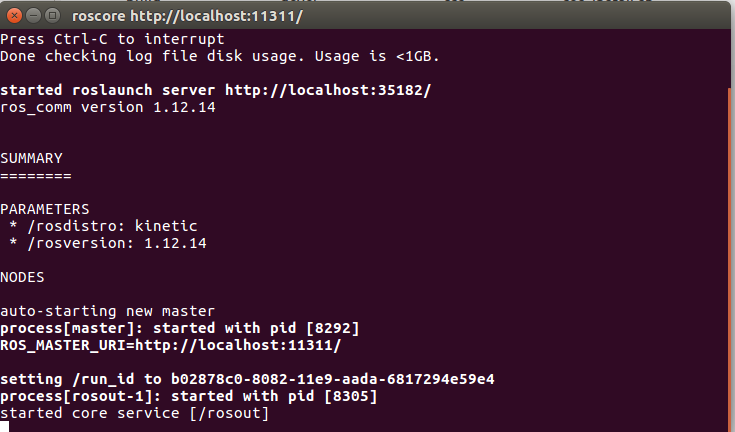 roscore http://localhost:11311/
Press Ctrl-C to interrupt
Done checking log file disk usage. Usage is <1GB.
started roslaunch server http://localhost:35182/
ros_comm version 1.12.14
SUMMARY
========
PARAMETERS
* /rosdistro: kinetic
* /rosversion: 1.12.14
NODES
auto-starting new master
process[master]: started with pid [8292]
ROS_MASTER_URI=http://localhost:11311/
setting /run_id to b02878c0-8082-11e9-aada-6817294e59e4
process[rosout-1]: started with pid [8305]
started core service [/rosout]